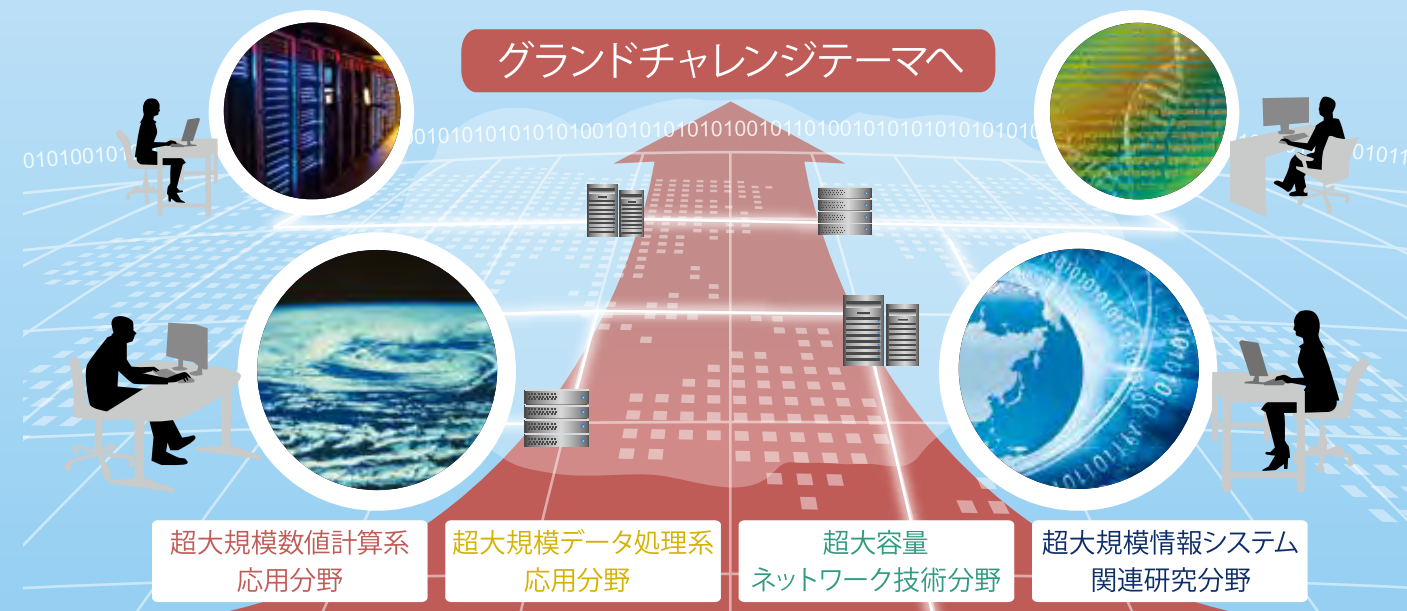 グランドチャレンジテーマへ
超大規模数値計算系
応用分野
超大規模データ処理系
応用分野
超大容量
ネットワーク技術分野
超大規模情報システム
関連研究分野